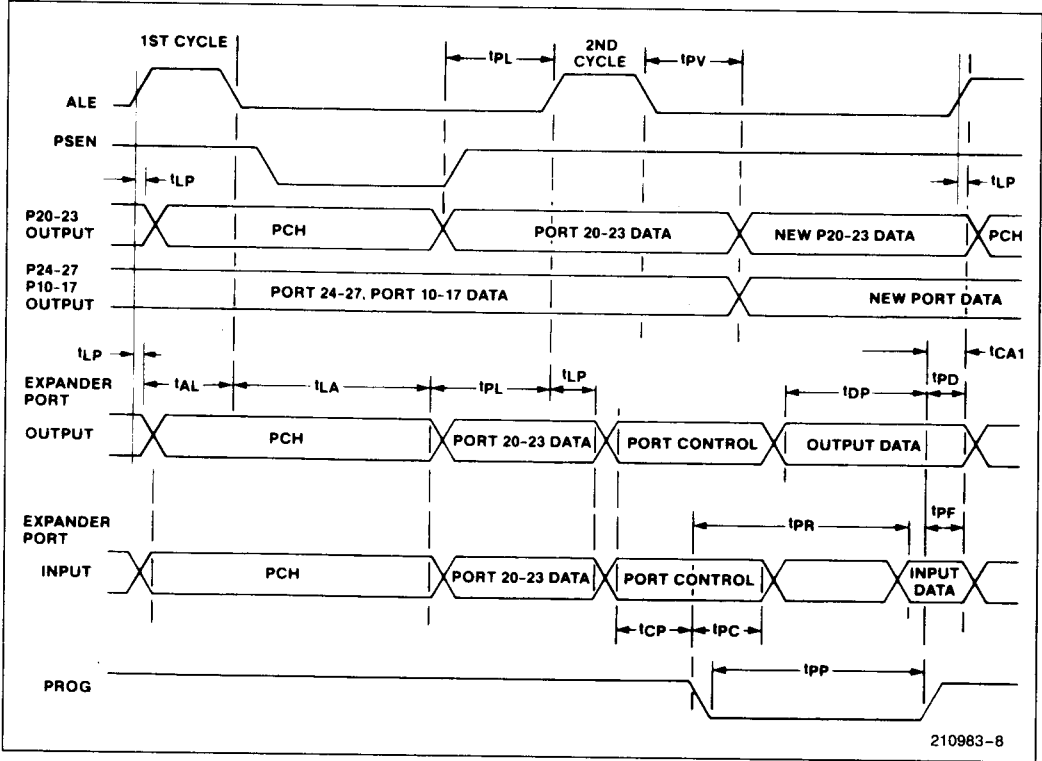 1ST CYCLE
tPL
2ND
CYCLE
tPV
ALE
PSEN
tLP
tLP
P20-23
OUTPUT
PCH
PORT 20-23 DATA
NEW P20-23 DATA
PCH
P24-27
P10-17
OUTPUT
PORT 24-27, PORT 10-17 DATA
NEW PORT DATA
tLP
tCA1
EXPANDER
PORT
OUTPUT
tAL
tLA
tPL
tLP
tDP
tPD
PCH
PORT 20-23 DATA
PORT CONTROL
OUTPUT DATA
EXPANDER
PORT
INPUT
tPR
tPF
PCH
PORT 20-23 DATA
PORT CONTROL
INPUT
DATA
tCP
tPC
PROG
tPP
210983-8